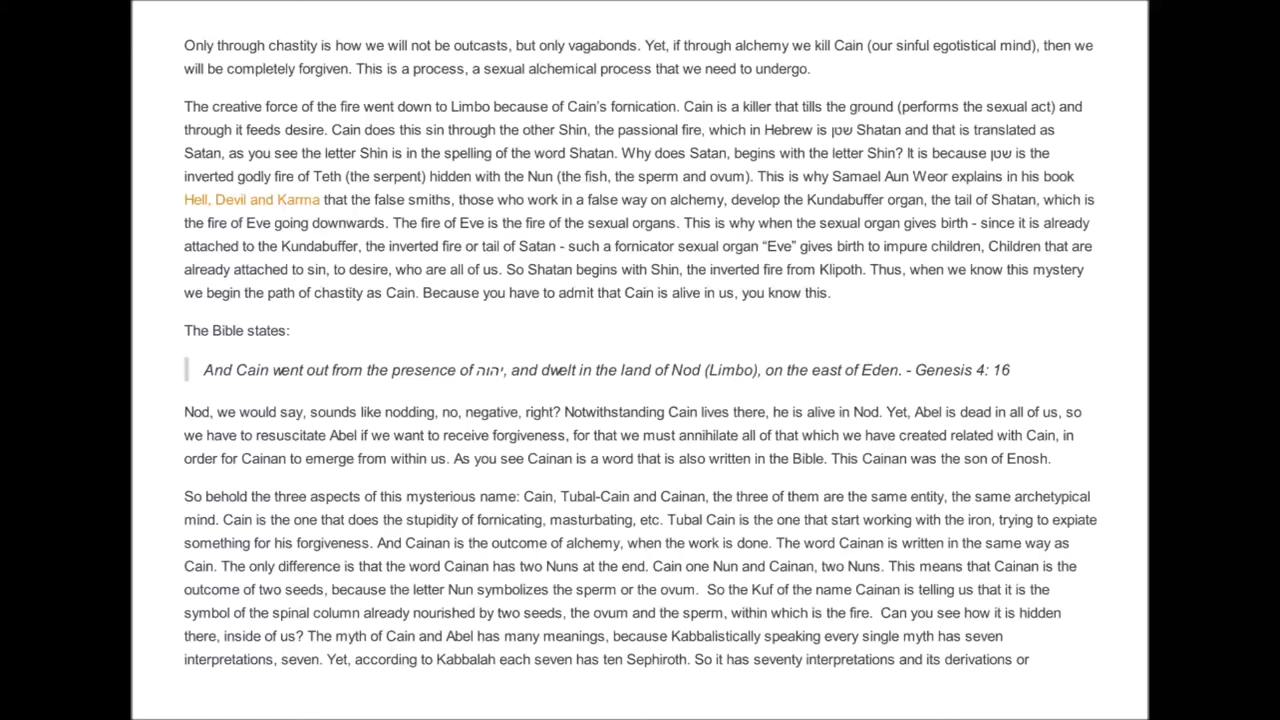 Only through chastity is how we will not be outcasts, but only vagabonds. Yet, if through alchemy we kill Cain (our sinful egotistical mind), then we
will be completely forgiven. This is a process, a sexual alchemical process that we need to undergo.
The creative force of the fire went down to Limbo because of Cain's fornication. Cain is a killer that tills the ground (performs the sexual act) and
through it feeds desire. Cain does this sin through the other Shin, the passional fire, which in Hebrew is שטן Shatan and that is translated as
Satan, as you see the letter Shin is in the spelling of the word Shatan. Why does Satan, begins with the letter Shin? It is because שטן is the
inverted godly fire of Teth (the serpent) hidden with the Nun (the fish, the sperm and ovum). This is why Samael Aun Weor explains in his book
Hell, Devil and Karma that the false smiths, those who work in a false way on alchemy, develop the Kundabuffer organ, the tail of Shatan, which is
the fire of Eve going downwards. The fire of Eve is the fire of the sexual organs. This is why when the sexual organ gives birth - since it is already
attached to the Kundabuffer, the inverted fire or tail of Satan - such a fornicator sexual organ “Eve” gives birth to impure children, Children that are
already attached to sin, to desire, who are all of us. So Shatan begins with Shin, the inverted fire from Klipoth. Thus, when we know this mystery
we begin the path of chastity as Cain. Because you have to admit that Cain is alive in us, you know this.
The Bible states:
And Cain went out from the presence of יהוה, and dwelt in the land of Nod (Limbo), on the east of Eden. - Genesis 4: 16
Nod, we would say, sounds like nodding, no, negative, right? Notwithstanding Cain lives there, he is alive in Nod. Yet, Abel is dead in all of us, so
we have to resuscitate Abel if we want to receive forgiveness, for that we must annihilate all of that which we have created related with Cain, in
order for Cainan to emerge from within us. As you see Cainan is a word that is also written in the Bible. This Cainan was the son of Enosh.
So behold the three aspects of this mysterious name: Cain, Tubal-Cain and Cainan, the three of them are the same entity, the same archetypical
mind. Cain is the one that does the stupidity of fornicating, masturbating, etc. Tubal Cain is the one that start working with the iron, trying to expiate
something for his forgiveness. And Cainan is the outcome of alchemy, when the work is done. The word Cainan is written in the same way as
Cain. The only difference is that the word Cainan has two Nuns at the end. Cain one Nun and Cainan, two Nuns. This means that Cainan is the
outcome of two seeds, because the letter Nun symbolizes the sperm or the ovum.  So the Kuf of the name Cainan is telling us that it is the
symbol of the spinal column already nourished by two seeds, the ovum and the sperm, within which is the fire.  Can you see how it is hidden
there, inside of us? The myth of Cain and Abel has many meanings, because Kabbalistically speaking every single myth has seven
interpretations, seven. Yet, according to Kabbalah each seven has ten Sephiroth. So it has seventy interpretations and its derivations or